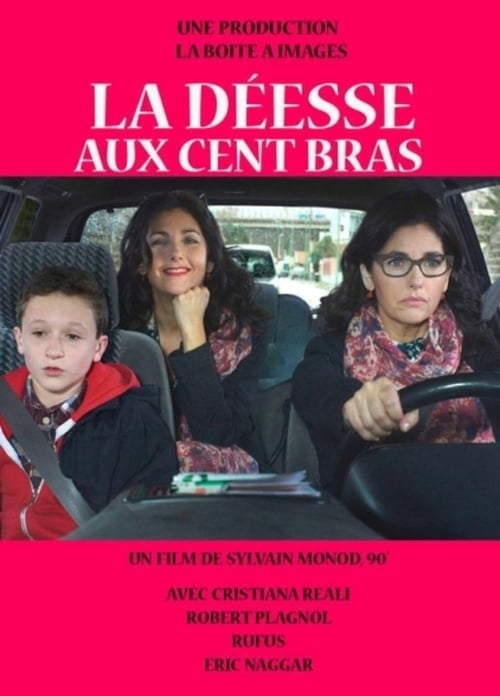 UNE PRODUCTION
LA BOITE A IMAGES
LA DÉESSE
AUX CENT BRAS
UN FILM DE SYLVAIN MONOD, 90'
AVEC CRISTIANA REALI
ROBERT PLAGNOL
RUFUS
ERIC NAGGAR